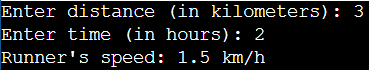 Enter distance (in kilometers): 3
Enter time (in hours): 2
Runner's speed: 1.5 km/h